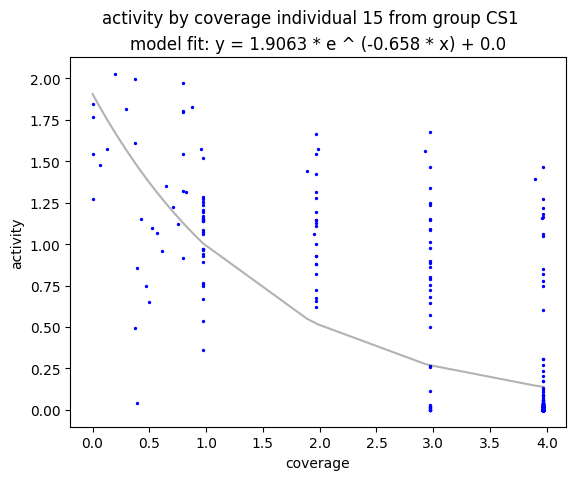 activity by coverage individual 15 from group CS1
model fit: y = 1.9063 * e ^ (-0.658 * x) + 0.0
2.00
1.75
1.50
1.25
1.00
0.75
0.50
0.25
0.00
activity
0.0 0.5 1.0 1.5 2.0 2.5 3.0 3.5 4.0
coverage